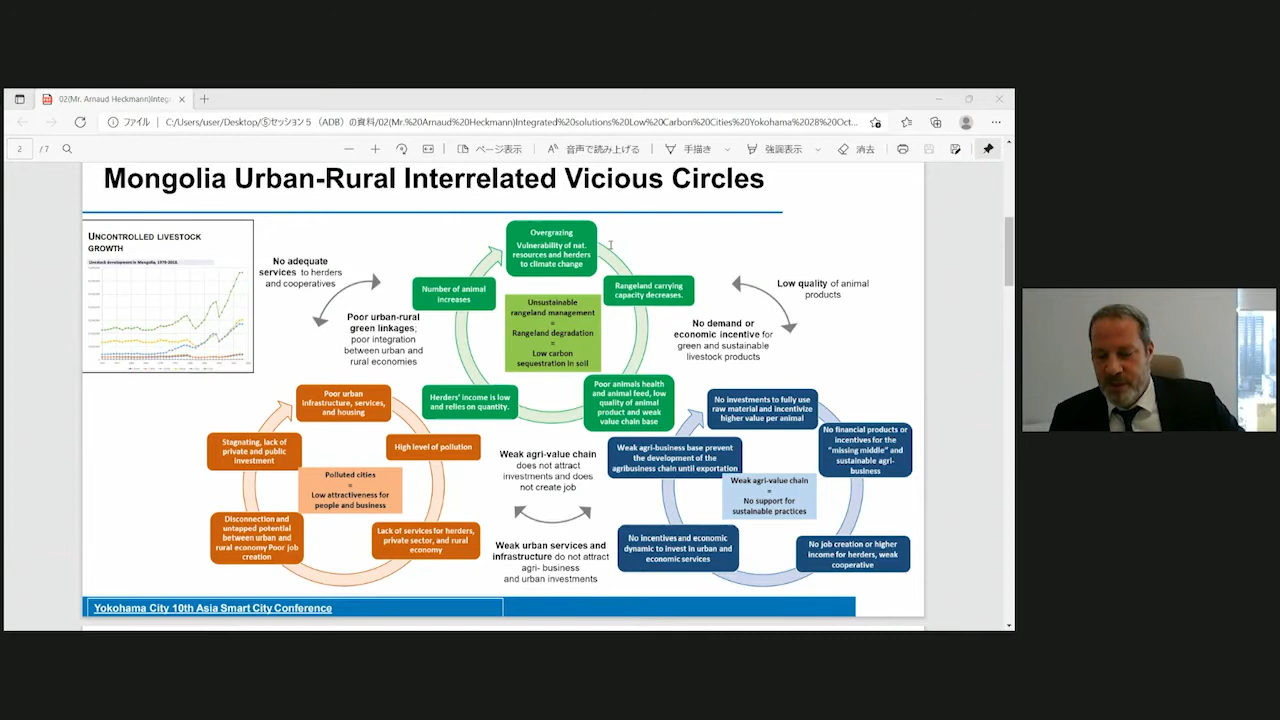 02(Mr. Arnaud Heckmann)Integ
ファイル
C:/Users/user/Desktop/⑤セッション５（ADB）の資料/02(Mr.%20Arnaud%20Heckmann)Integrated%20solutions%20Low%20Carbon%20Cities%20Yokohama%2028%20Oct...
2 / 7
ページ表示
音声で読み上げる
手描き
強調表示
消去
Mongolia Urban-Rural Interrelated Vicious Circles
UNCONTROLLED LIVESTOCK
GROWTH
Livestock development in Mongolia, 1970-2018.
No adequate
services to herders
and cooperatives
Poor urban-rural
green linkages;
poor integration
between urban and
rural economies
Overgrazing
Vulnerability of nat.
resources and herders
to climate change
Number of animal
increases
Rangeland carrying
capacity decreases.
Unsustainable
rangeland management
=
Rangeland degradation
=
Low carbon
sequestration in soil
Herders' income is low
and relies on quantity.
Poor animals health
and animal feed, low
quality of animal
product and weak
value chain base
Low quality of animal
products
No demand or
economic incentive for
green and sustainable
livestock products
Poor urban
infrastructure, services,
and housing
Stagnating, lack of
private and public
investment
High level of pollution
Polluted cities
=
Low attractiveness for
people and business
Disconnection and
untapped potential
between urban and
rural economy Poor job
creation
Lack of services for herders,
private sector, and rural
economy
Weak agri-value chain
does not attract
investments and does
not create job
Weak urban services and
infrastructure do not attract
agri- business
and urban investments
No investments to fully use
raw material and incentivize
higher value per animal
Weak agri-business base prevent
the development of the
agribusiness chain until exportation
No financial products or
incentives for the
"missing middle" and
sustainable agri-
business
Weak agri-value chain
=
No support for
sustainable practices
No incentives and economic
dynamic to invest in urban and
economic services
No job creation or higher
income for herders, weak
cooperative
Yokohama City 10th Asia Smart City Conference